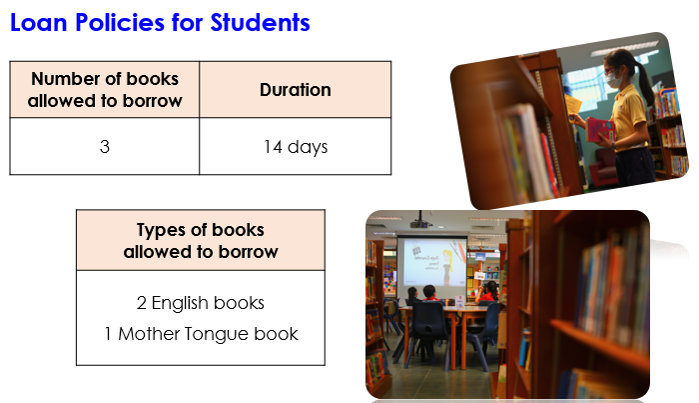 Loan Policies for Students
Number of books
allowed to borrow
Duration
3
14 days
Types of books
allowed to borrow
2 English books
1 Mother Tongue book